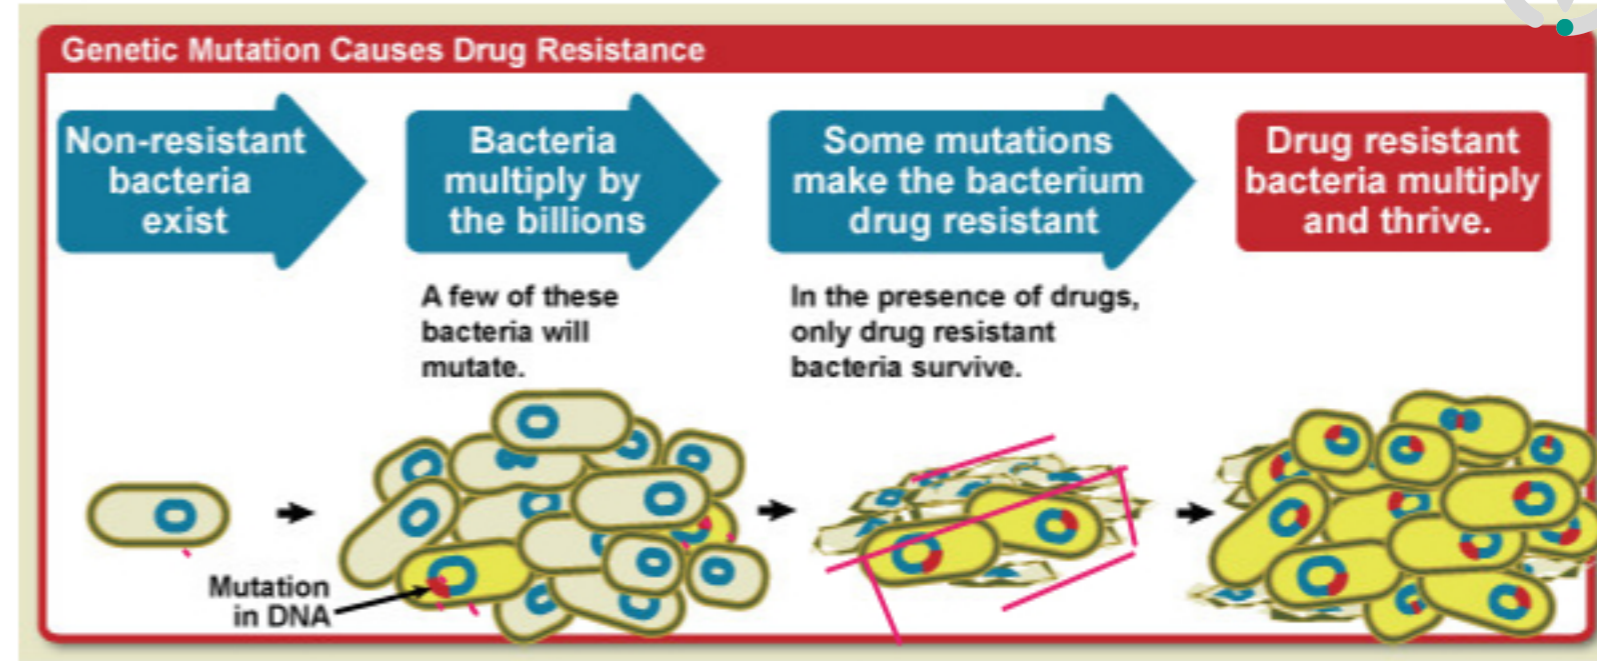 Genetic Mutation Causes Drug Resistance
Non-resistant
bacteria
exist
Bacteria
multiply by
the billions
Some mutations
make the bacterium
drug resistant
Drug resistant
bacteria multiply
and thrive.
A few of these
bacteria will
mutate.
In the presence of drugs,
only drug resistant
bacteria survive.
Mutation
in DNA